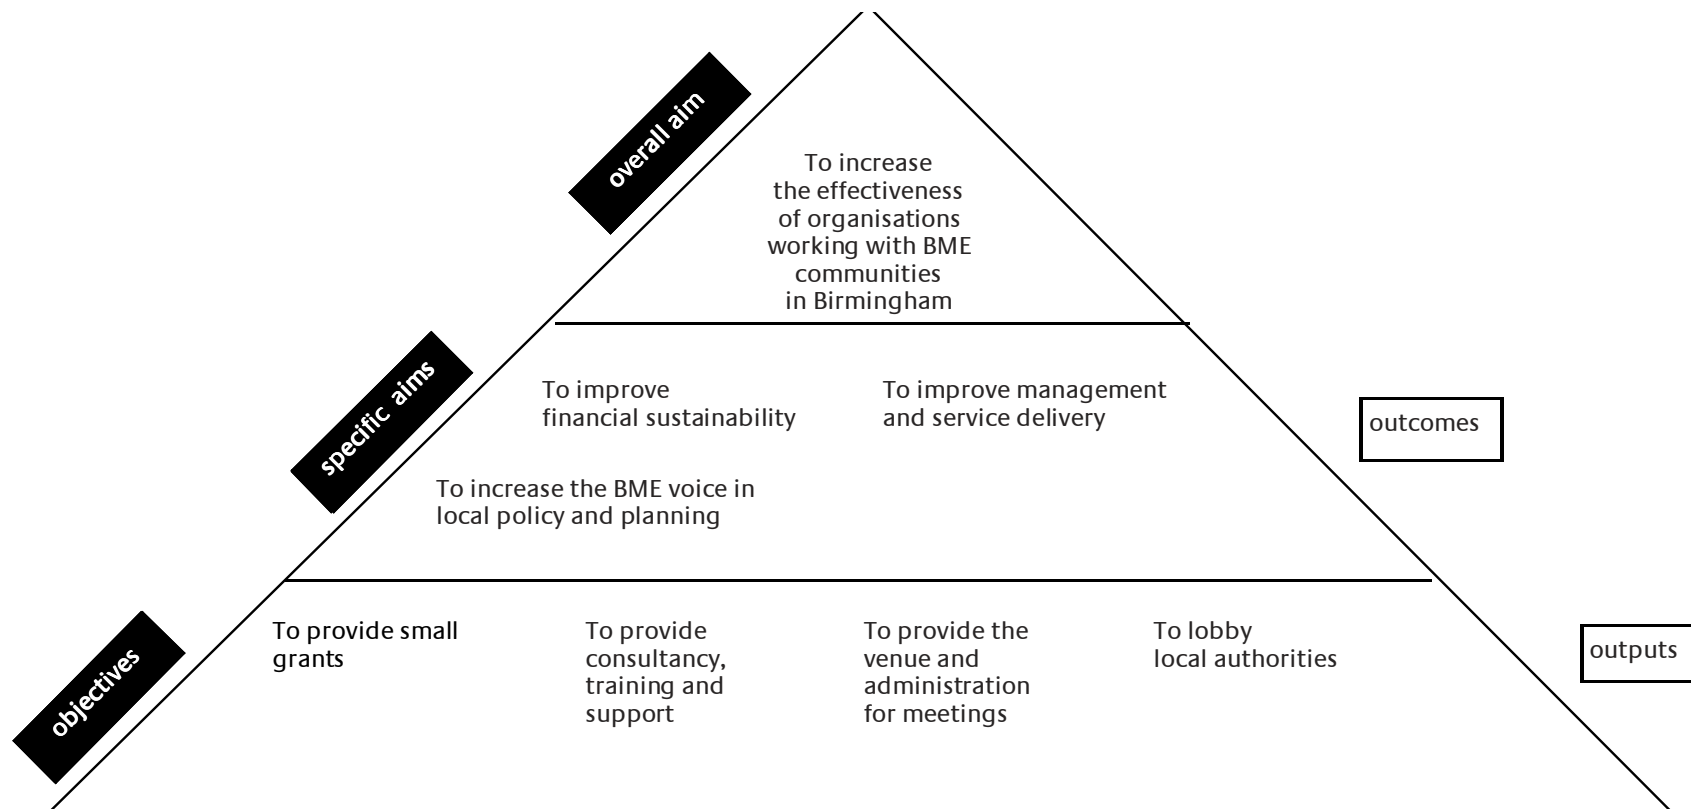 overall aim
To increase
the effectiveness
of organisations
working with BME
communities
in Birmingham
specific aims
To improve
financial sustainability
To improve management
and service delivery
To increase the BME voice in
local policy and planning
outcomes
objectives
To provide small
grants
To provide
consultancy,
training and
support
To provide the
venue and
administration
for meetings
To lobby
local authorities
outputs